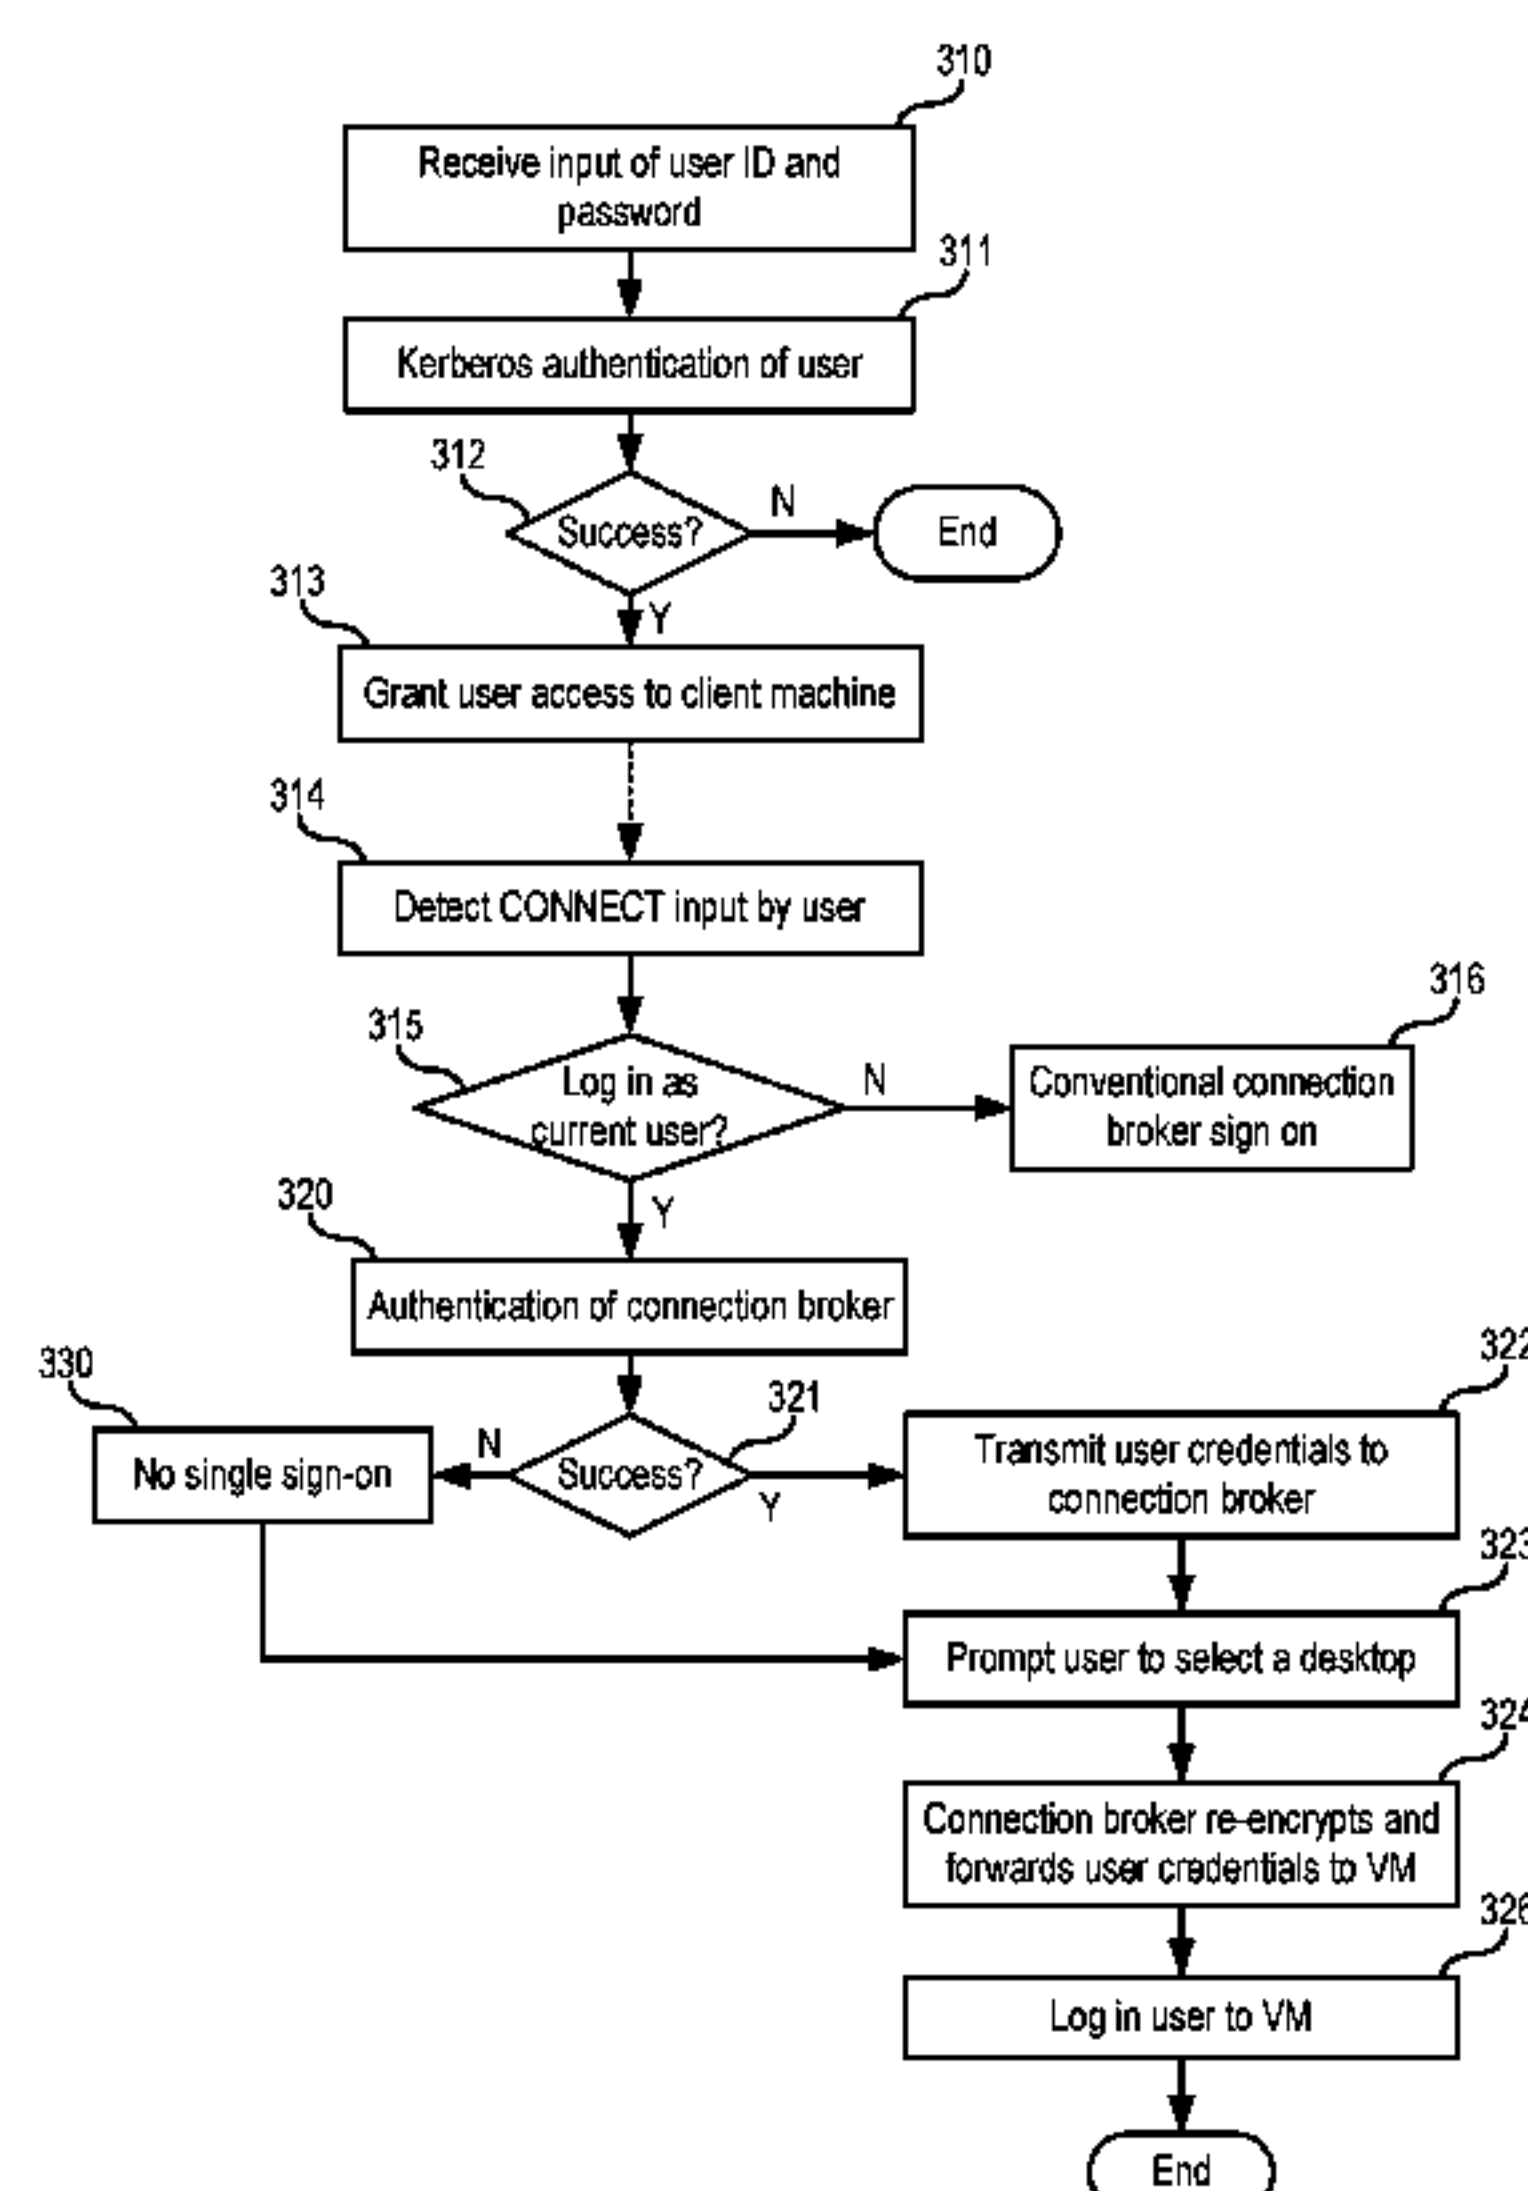 310
Receive input of user ID and
password
311
Kerberos authentication of user
312
Success?
N
End
Y
313
Grant user access to client machine
314
Detect CONNECT input by user
315
Log in as
current user?
N
316
Conventional connection
broker sign on
Y
320
Authentication of connection broker
330
No single sign-on
N
Success?
321
Y
322
Transmit user credentials to
connection broker
323
Prompt user to select a desktop
324
Connection broker re-encrypts and
forwards user credentials to VM
326
Log in user to VM
End